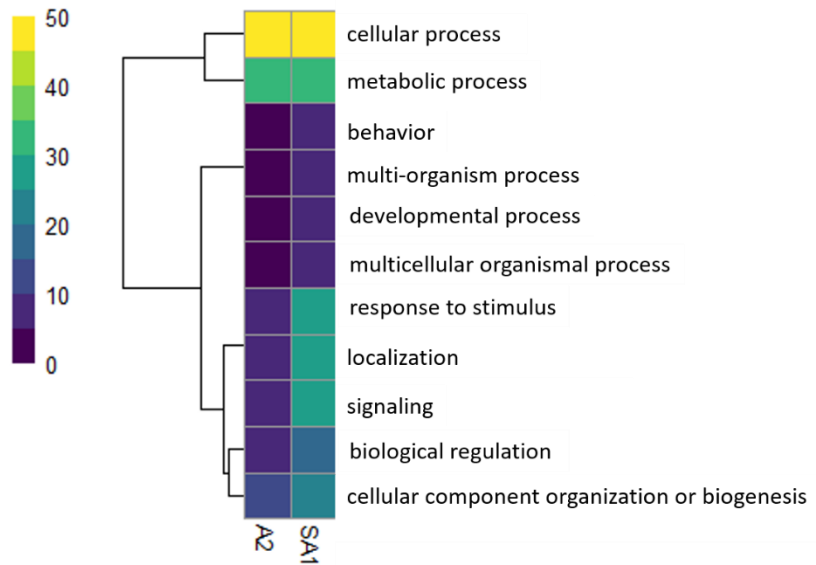 50
40
30
20
10
0
cellular process
metabolic process
behavior
multi-organism process
developmental process
multicellular organismal process
response to stimulus
localization
signaling
biological regulation
cellular component organization or biogenesis
A2
SA1